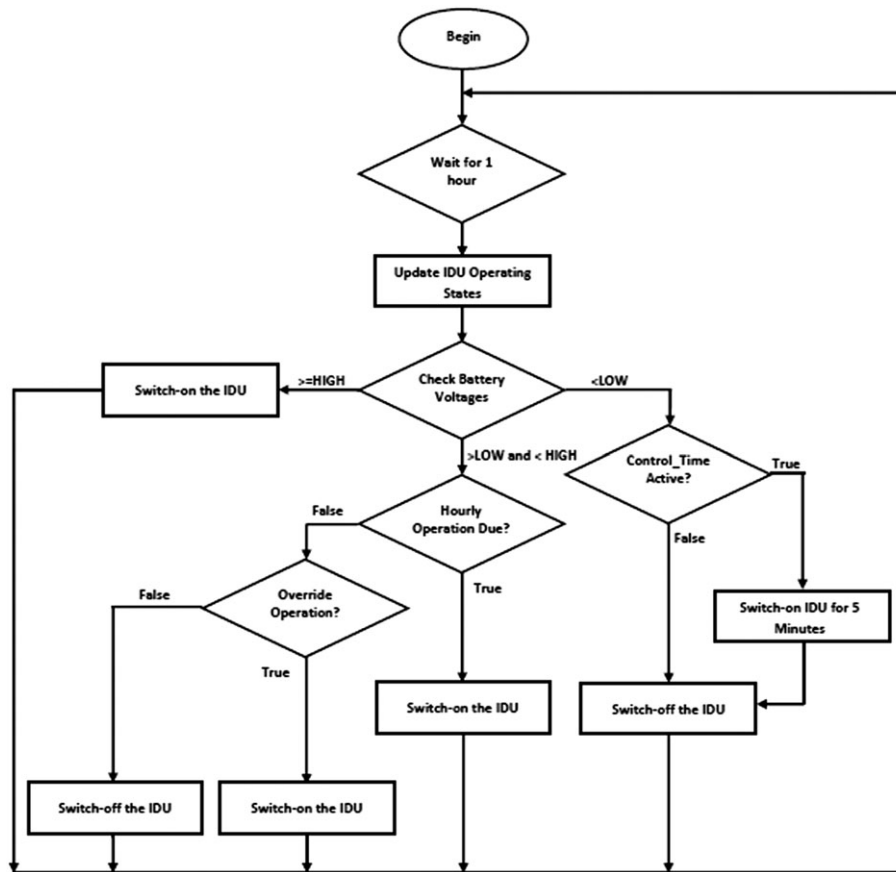 Begin
Wait for 1
hour
Update IDU Operating
States
Check Battery
Voltages
>=HIGH
<LOW
Switch-on the IDU
>LOW and < HIGH
Control_Time
Active?
True
False
Hourly
Operation Due?
False
True
Override
Operation?
False
True
Switch-on IDU for 5
Minutes
Switch-on the IDU
Switch-off the IDU
Switch-off the IDU
Switch-on the IDU